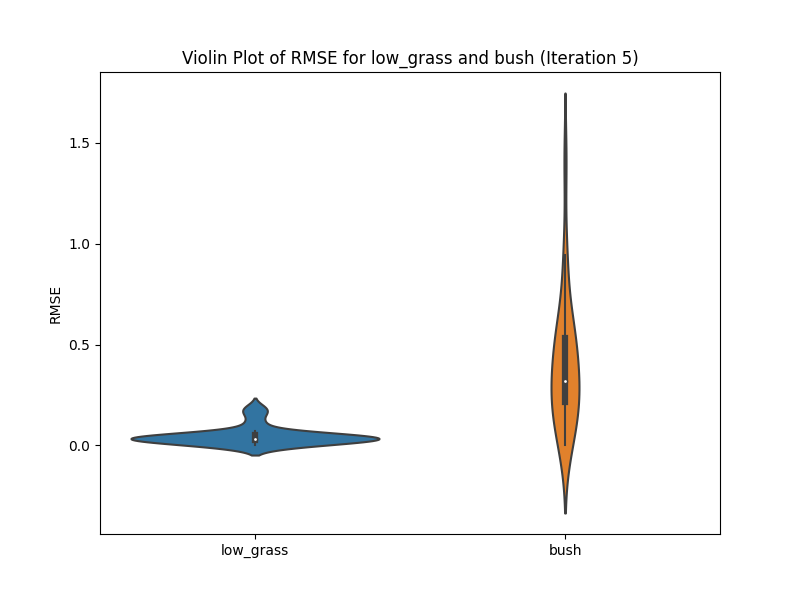 Violin Plot of RMSE for low_grass and bush (Iteration 5)
1.5
1.0
RMSE
0.5
0.0
low_grass
bush